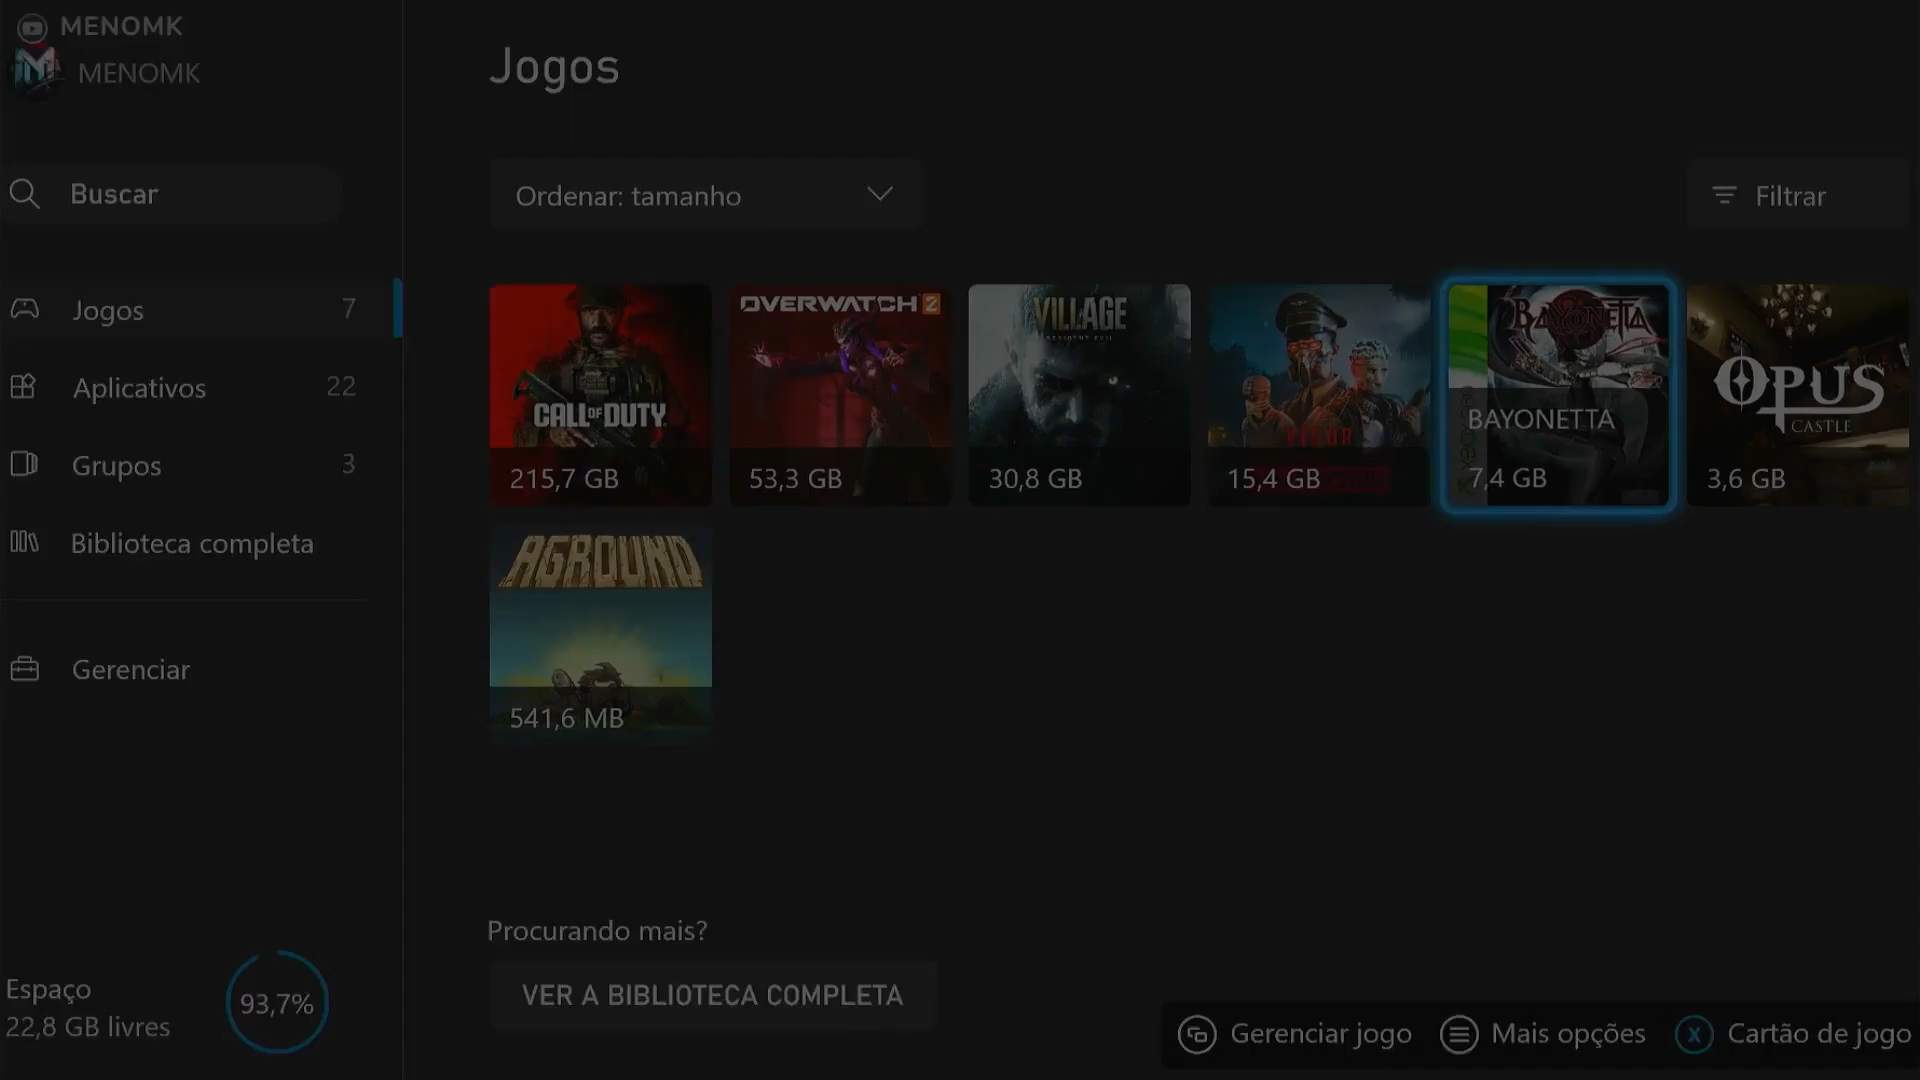 MENOMK
MENOMK
Buscar
Jogos 7
Aplicativos 22
Grupos 3
Biblioteca completa
Gerenciar
Espaço
22,8 GB livres
93,7%
Jogos
Ordenar: tamanho
Filtrar
CALL OF DUTY
215,7 GB
OVERWATCH 2
53,3 GB
VILLAGE
RESIDENT EVIL
30,8 GB
VIGOR
15,4 GB
BAYONETTA
BAYONETTA
7,4 GB
OPUS
CASTLE
3,6 GB
AGROUND
541,6 MB
Procurando mais?
VER A BIBLIOTECA COMPLETA
Gerenciar jogo
Mais opções
X Cartão de jogo